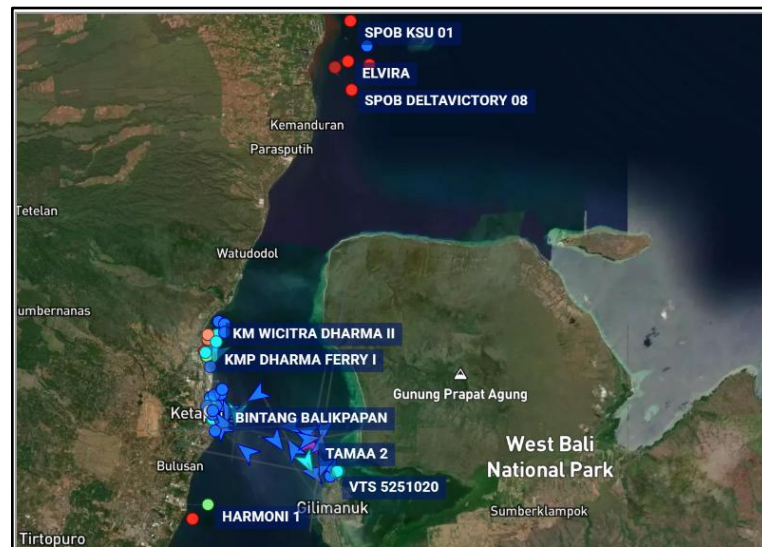 SPOB KSU 01
ELVIRA
SPOB DELTAVICTORY 08
Kemanduran
Parasputih
Tetelan
Watudodol
umbernanas
KM WICITRA DHARMA II
KMP DHARMA FERRY I
Gunung Prapat Agung
Ketap
BINTANG BALIKPAPAN
TAMAA 2
West Bali
National Park
Bulusan
VTS 5251020
Gilimanuk
Sumberklampok
HARMONI 1
Tirtopuro